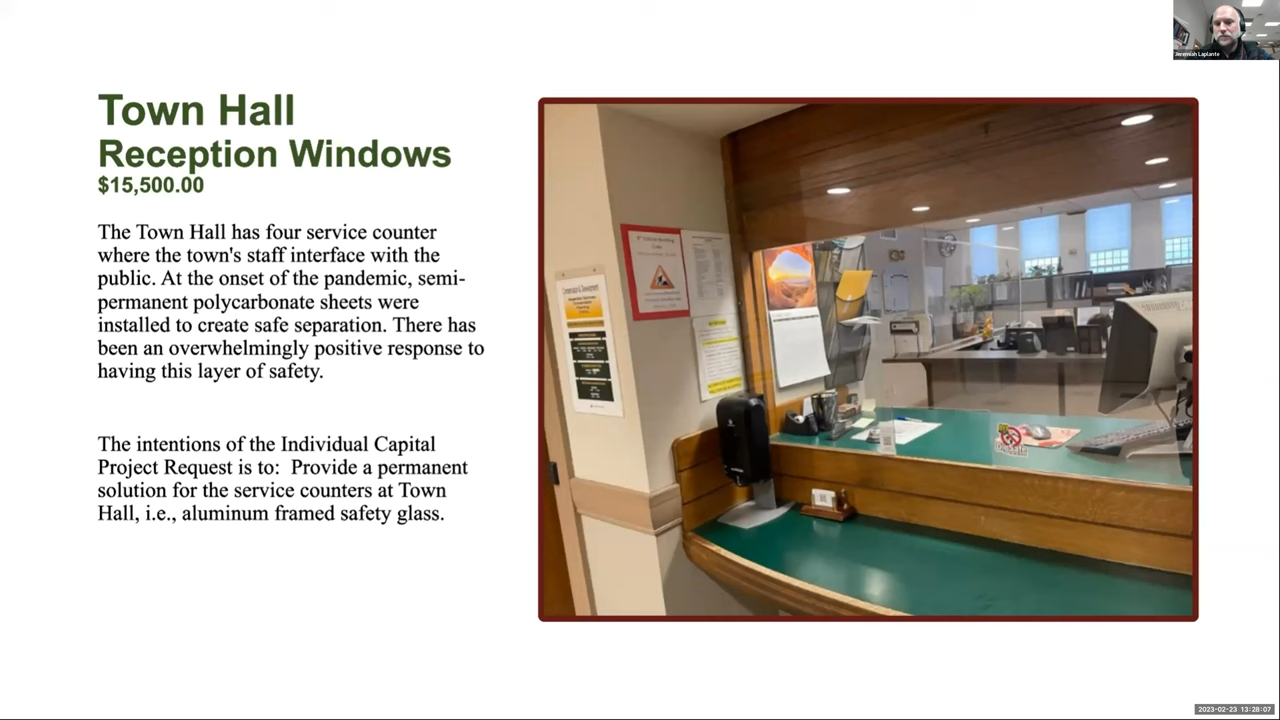 Jeremiah Laplante
Town Hall
Reception Windows
$15,500.00
The Town Hall has four service counter
where the town's staff interface with the
public. At the onset of the pandemic, semi-
permanent polycarbonate sheets were
installed to create safe separation. There has
been an overwhelmingly positive response to
having this layer of safety.
The intentions of the Individual Capital
Project Request is to: Provide a permanent
solution for the service counters at Town
Hall, i.e., aluminum framed safety glass.
2023-02-23 13:28:07